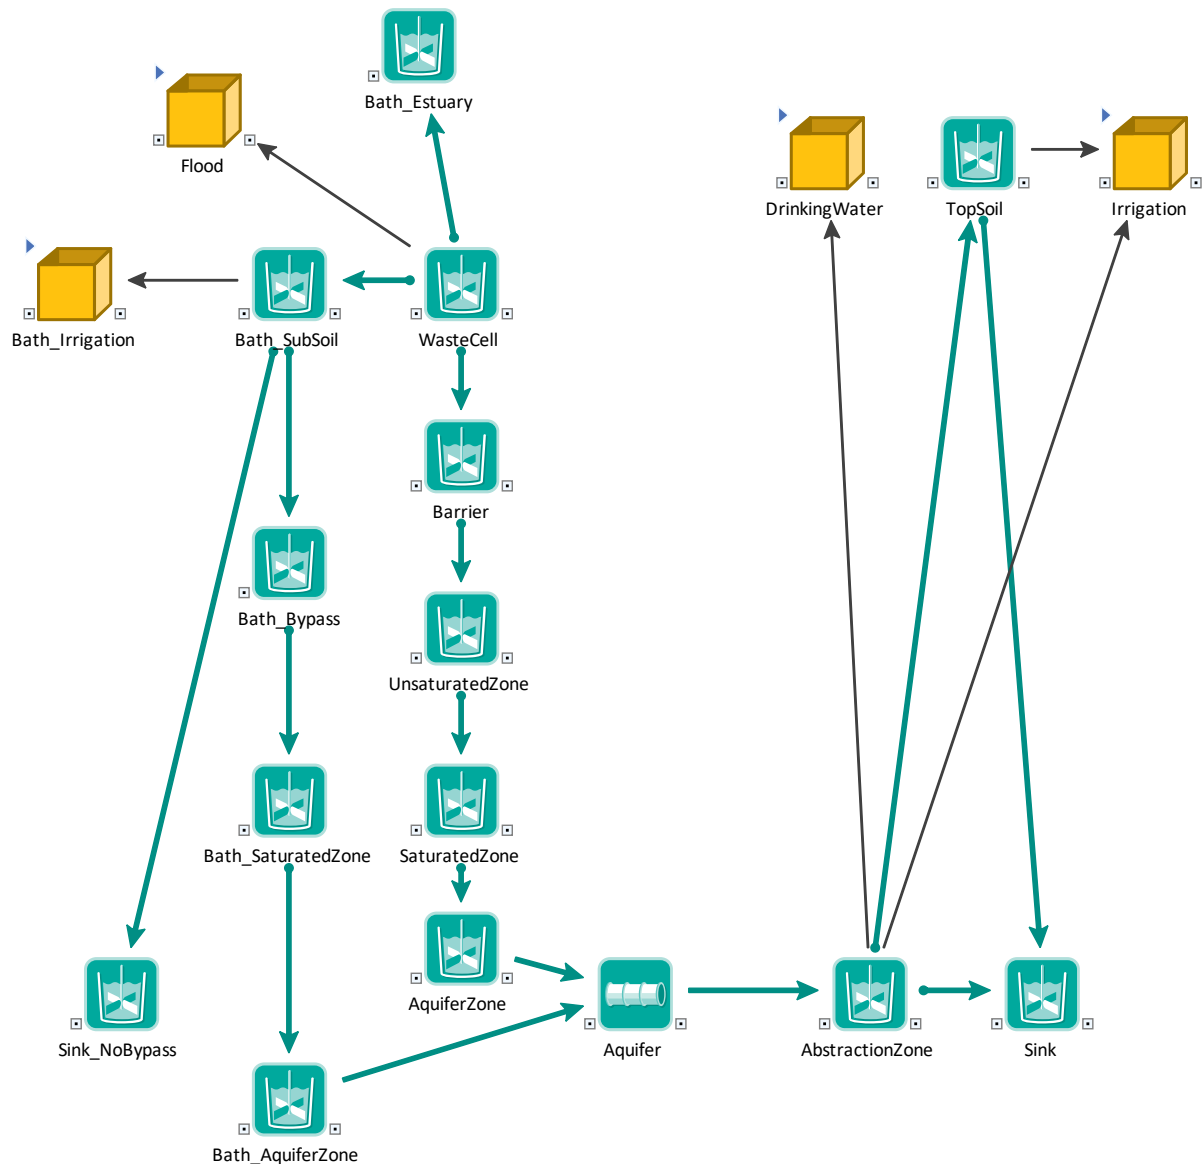 Bath_Estuary
Flood
DrinkingWater
TopSoil
Irrigation
Bath_Irrigation
Bath_SubSoil
WasteCell
Barrier
Bath_Bypass
UnsaturatedZone
Bath_SaturatedZone
SaturatedZone
AquiferZone
Sink_NoBypass
Aquifer
AbstractionZone
Sink
Bath_AquiferZone